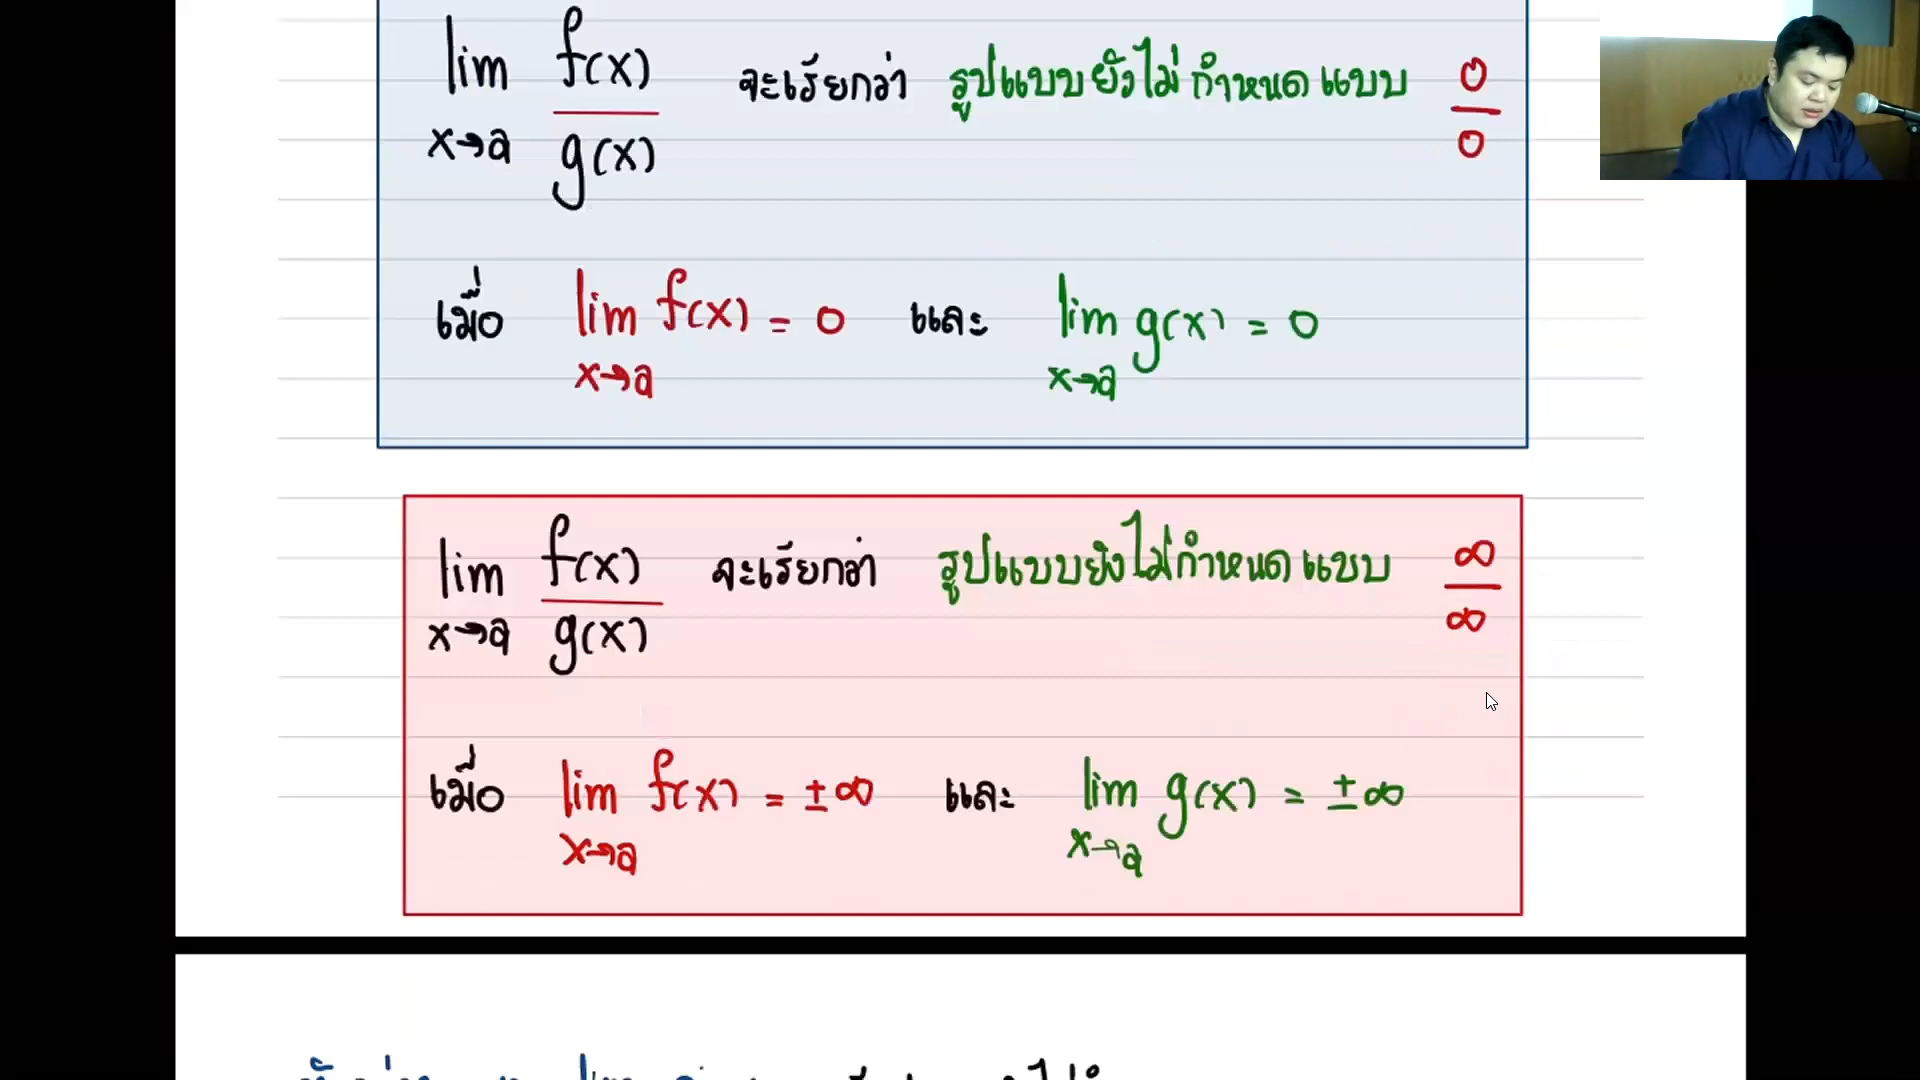 lim f(x) จะเรียกว่า รูปแบบยังไม่กำหนด แบบ 0
x→a g(x) 0
เมื่อ lim f(x) = 0 และ lim g(x) = 0
x→a x→a
lim f(x) จะเรียกว่า รูปแบบยังไม่กำหนด แบบ ∞
x→a g(x) ∞
เมื่อ lim f(x) = ±∞ และ lim g(x) = ±∞
x→a x→a